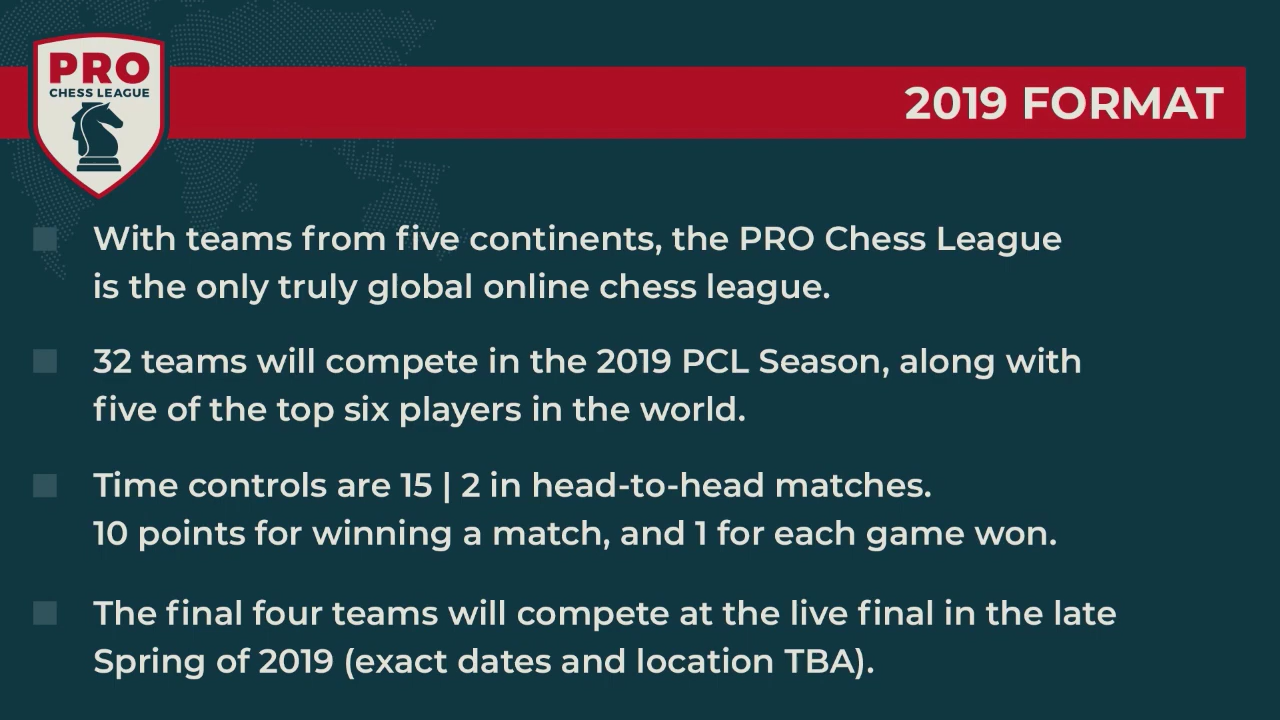 PRO
CHESS LEAGUE
2019 FORMAT
With teams from five continents, the PRO Chess League
is the only truly global online chess league.
32 teams will compete in the 2019 PCL Season, along with
five of the top six players in the world.
Time controls are 15 | 2 in head-to-head matches.
10 points for winning a match, and 1 for each game won.
The final four teams will compete at the live final in the late
Spring of 2019 (exact dates and location TBA).